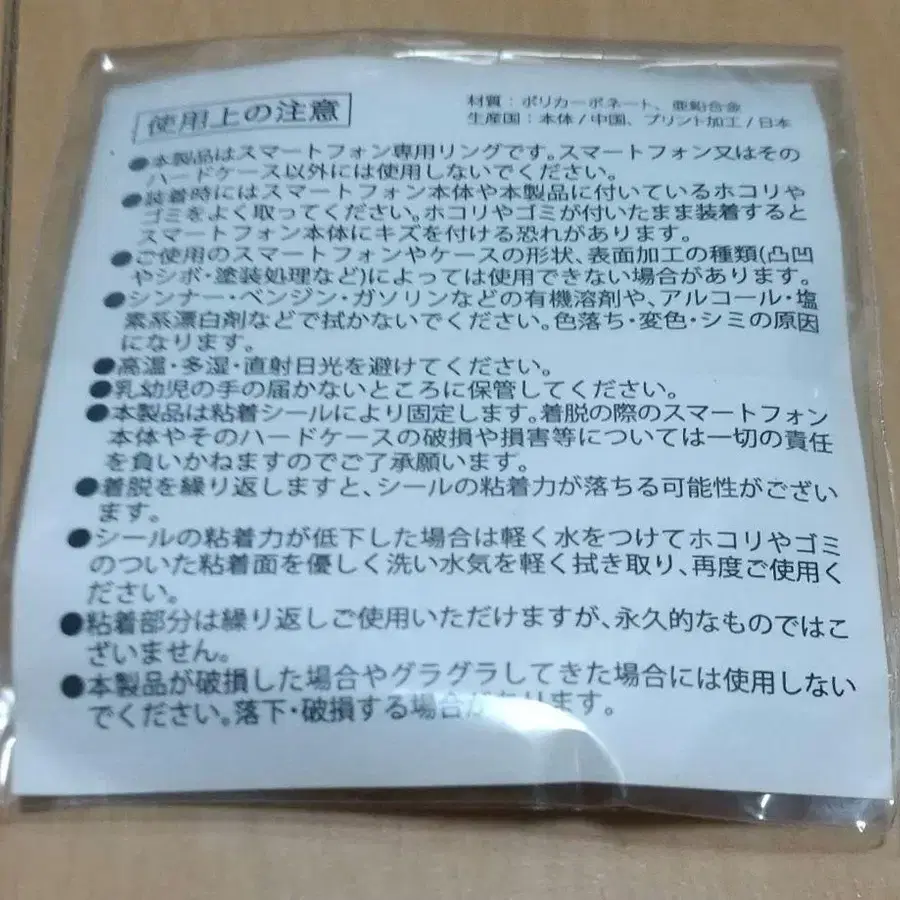 使用上の注意
材質：ポリカーボネート、亜鉛合金
生産国：本体/中国、プリント加工/日本
●本製品はスマートフォン専用リングです。スマートフォン又はその
ハードケース以外には使用しないでください。
●装着時にはスマートフォン本体や本製品に付いているホコリや
ゴミをよく取ってください。ホコリやゴミが付いたまま装着すると
スマートフォン本体にキズを付ける恐れがあります。
●ご使用のスマートフォンやケースの形状、表面加工の種類(凸凹
やシボ・塗装処理など)によっては使用できない場合があります。
●シンナー・ベンジン・ガソリンなどの有機溶剤や、アルコール・塩
素系漂白剤などで拭かないでください。色落ち・変色・シミの原因
になります。
●高温・多湿・直射日光を避けてください。
●乳幼児の手の届かないところに保管してください。
●本製品は粘着シールにより固定します。着脱の際のスマートフォン
本体やそのハードケースの破損や損害等については一切の責任
を負いかねますのでご了承願います。
●着脱を繰り返しますと、シールの粘着力が落ちる可能性がござい
ます。
●シールの粘着力が低下した場合は軽く水をつけてホコリやゴミ
のついた粘着面を優しく洗い水気を軽く拭き取り、再度ご使用く
ださい。
●粘着部分は繰り返しご使用いただけますが、永久的なものではご
ざいません。
●本製品が破損した場合やグラグラしてきた場合には使用しない
でください。落下・破損する場合があります。